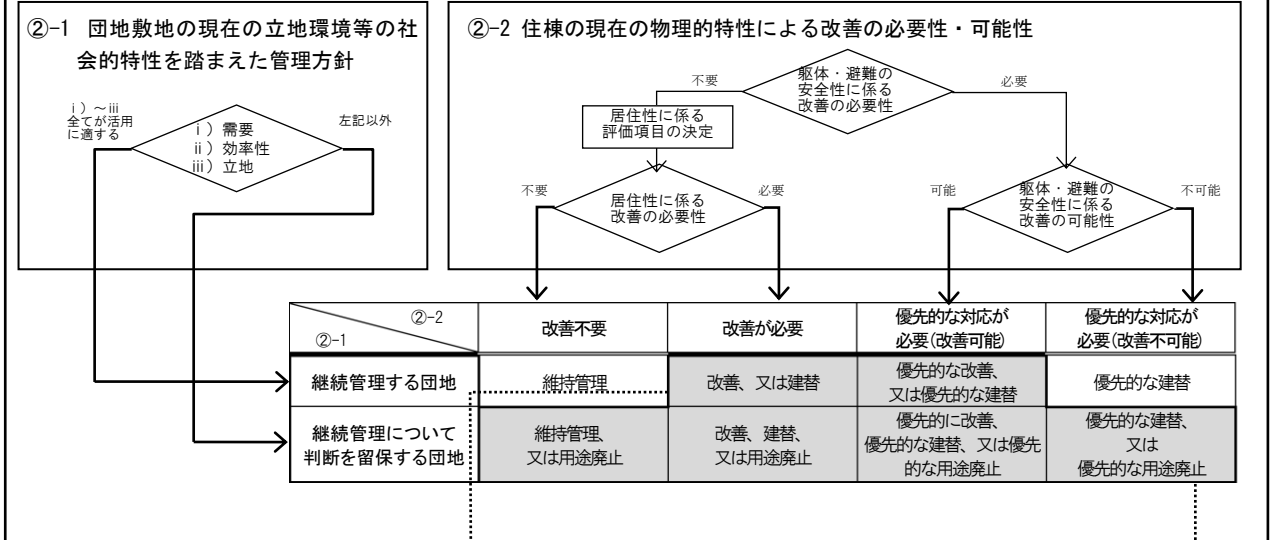 ②-1 団地敷地の現在の立地環境等の社
会的特性を踏まえた管理方針
ⅰ）～ⅲ
全てが活用
に適する
ⅰ）需要
ⅱ）効率性
ⅲ）立地
左記以外
②-2 住棟の現在の物理的特性による改善の必要性・可能性
不要
躯体・避難の
安全性に係る
改善の必要性
必要
居住性に係る
評価項目の決定
不要
居住性に係る
改善の必要性
必要
可能
躯体・避難の
安全性に係る
改善の可能性
不可能
②-2
②-1
改善不要
改善が必要
優先的な対応が
必要(改善可能)
優先的な対応が
必要(改善不可能)
継続管理する団地
維持管理
改善、又は建替
優先的な改善、
又は優先的な建替
優先的な建替
継続管理について
判断を留保する団地
維持管理、
又は用途廃止
改善、建替、
又は用途廃止
優先的に改善、
優先的な建替、又は優先
的な用途廃止
優先的な建替、
又は
優先的な用途廃止